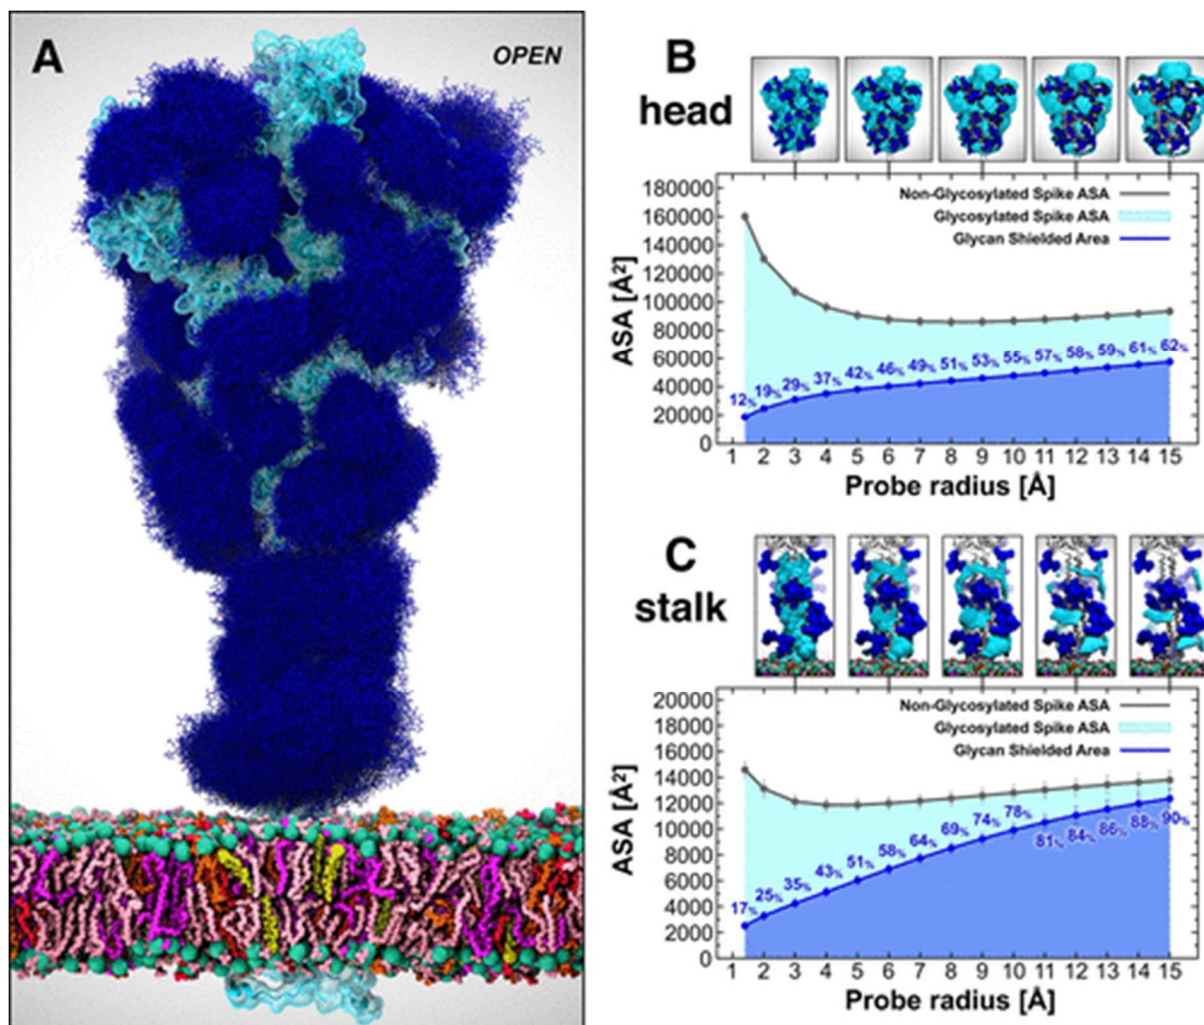 A
OPEN
B
head
Non-Glycosylated Spike ASA
Glycosylated Spike ASA
Glycan Shielded Area
180000
160000
140000
120000
100000
80000
60000
40000
20000
0
ASA [Å²]
12% 19% 29% 37% 42% 46% 49% 51% 53% 55% 57% 58% 59% 61% 62%
1 2 3 4 5 6 7 8 9 10 11 12 13 14 15
Probe radius [Å]
C
stalk
Non-Glycosylated Spike ASA
Glycosylated Spike ASA
Glycan Shielded Area
20000
18000
16000
14000
12000
10000
8000
6000
4000
2000
0
ASA [Å²]
17% 25% 35% 43% 51% 58% 64% 69% 74% 78% 81% 84% 86% 88% 90%
1 2 3 4 5 6 7 8 9 10 11 12 13 14 15
Probe radius [Å]